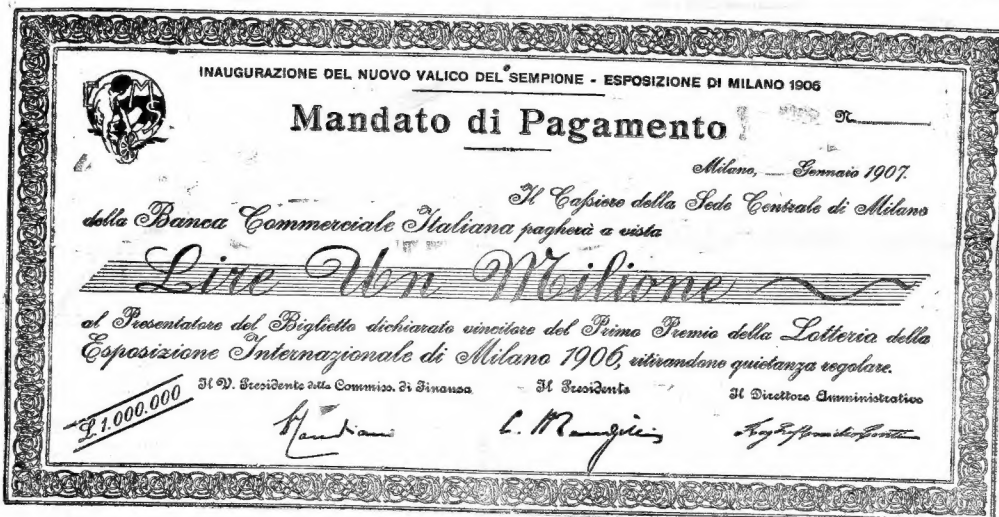 INAUGURAZIONE DEL NUOVO VALICO DEL SEMPIONE - ESPOSIZIONE DI MILANO 1906
Mandato di Pagamento
N.
Milano, Gennaio 1907.
Il Cassiere della Sede Centrale di Milano
della Banca Commerciale Italiana pagherà a vista
Lire Un Milione
al Presentatore del Biglietto dichiarato vincitore del Primo Premio della Lotteria della
Esposizione Internazionale di Milano 1906, ritirandone quietanza regolare.
£. 1.000.000
Il V. Presidente della Commiss. di Finanza
Il Presidente
Il Direttore Amministrativo
C. Mangili